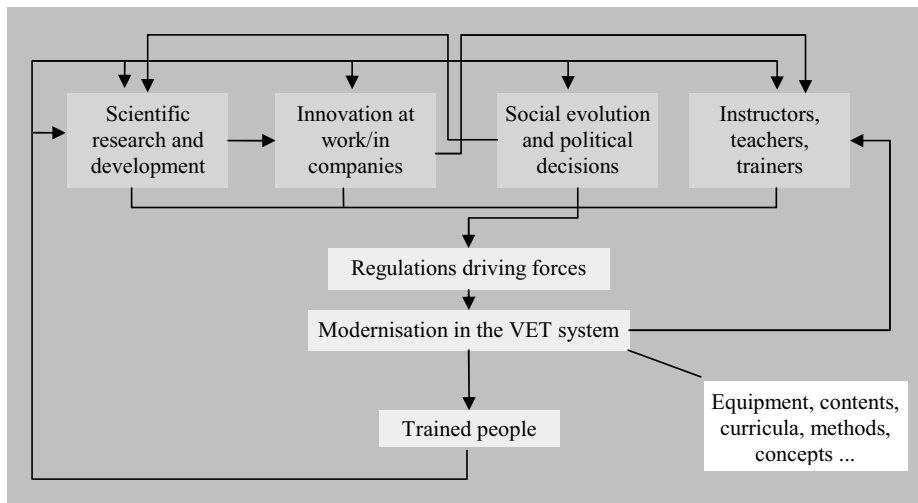 Scientific
research and
development
Innovation at
work/in
companies
Social evolution
and political
decisions
Instructors,
teachers,
trainers
Regulations driving forces
Modernisation in the VET system
Equipment, contents,
curricula, methods,
concepts ...
Trained people